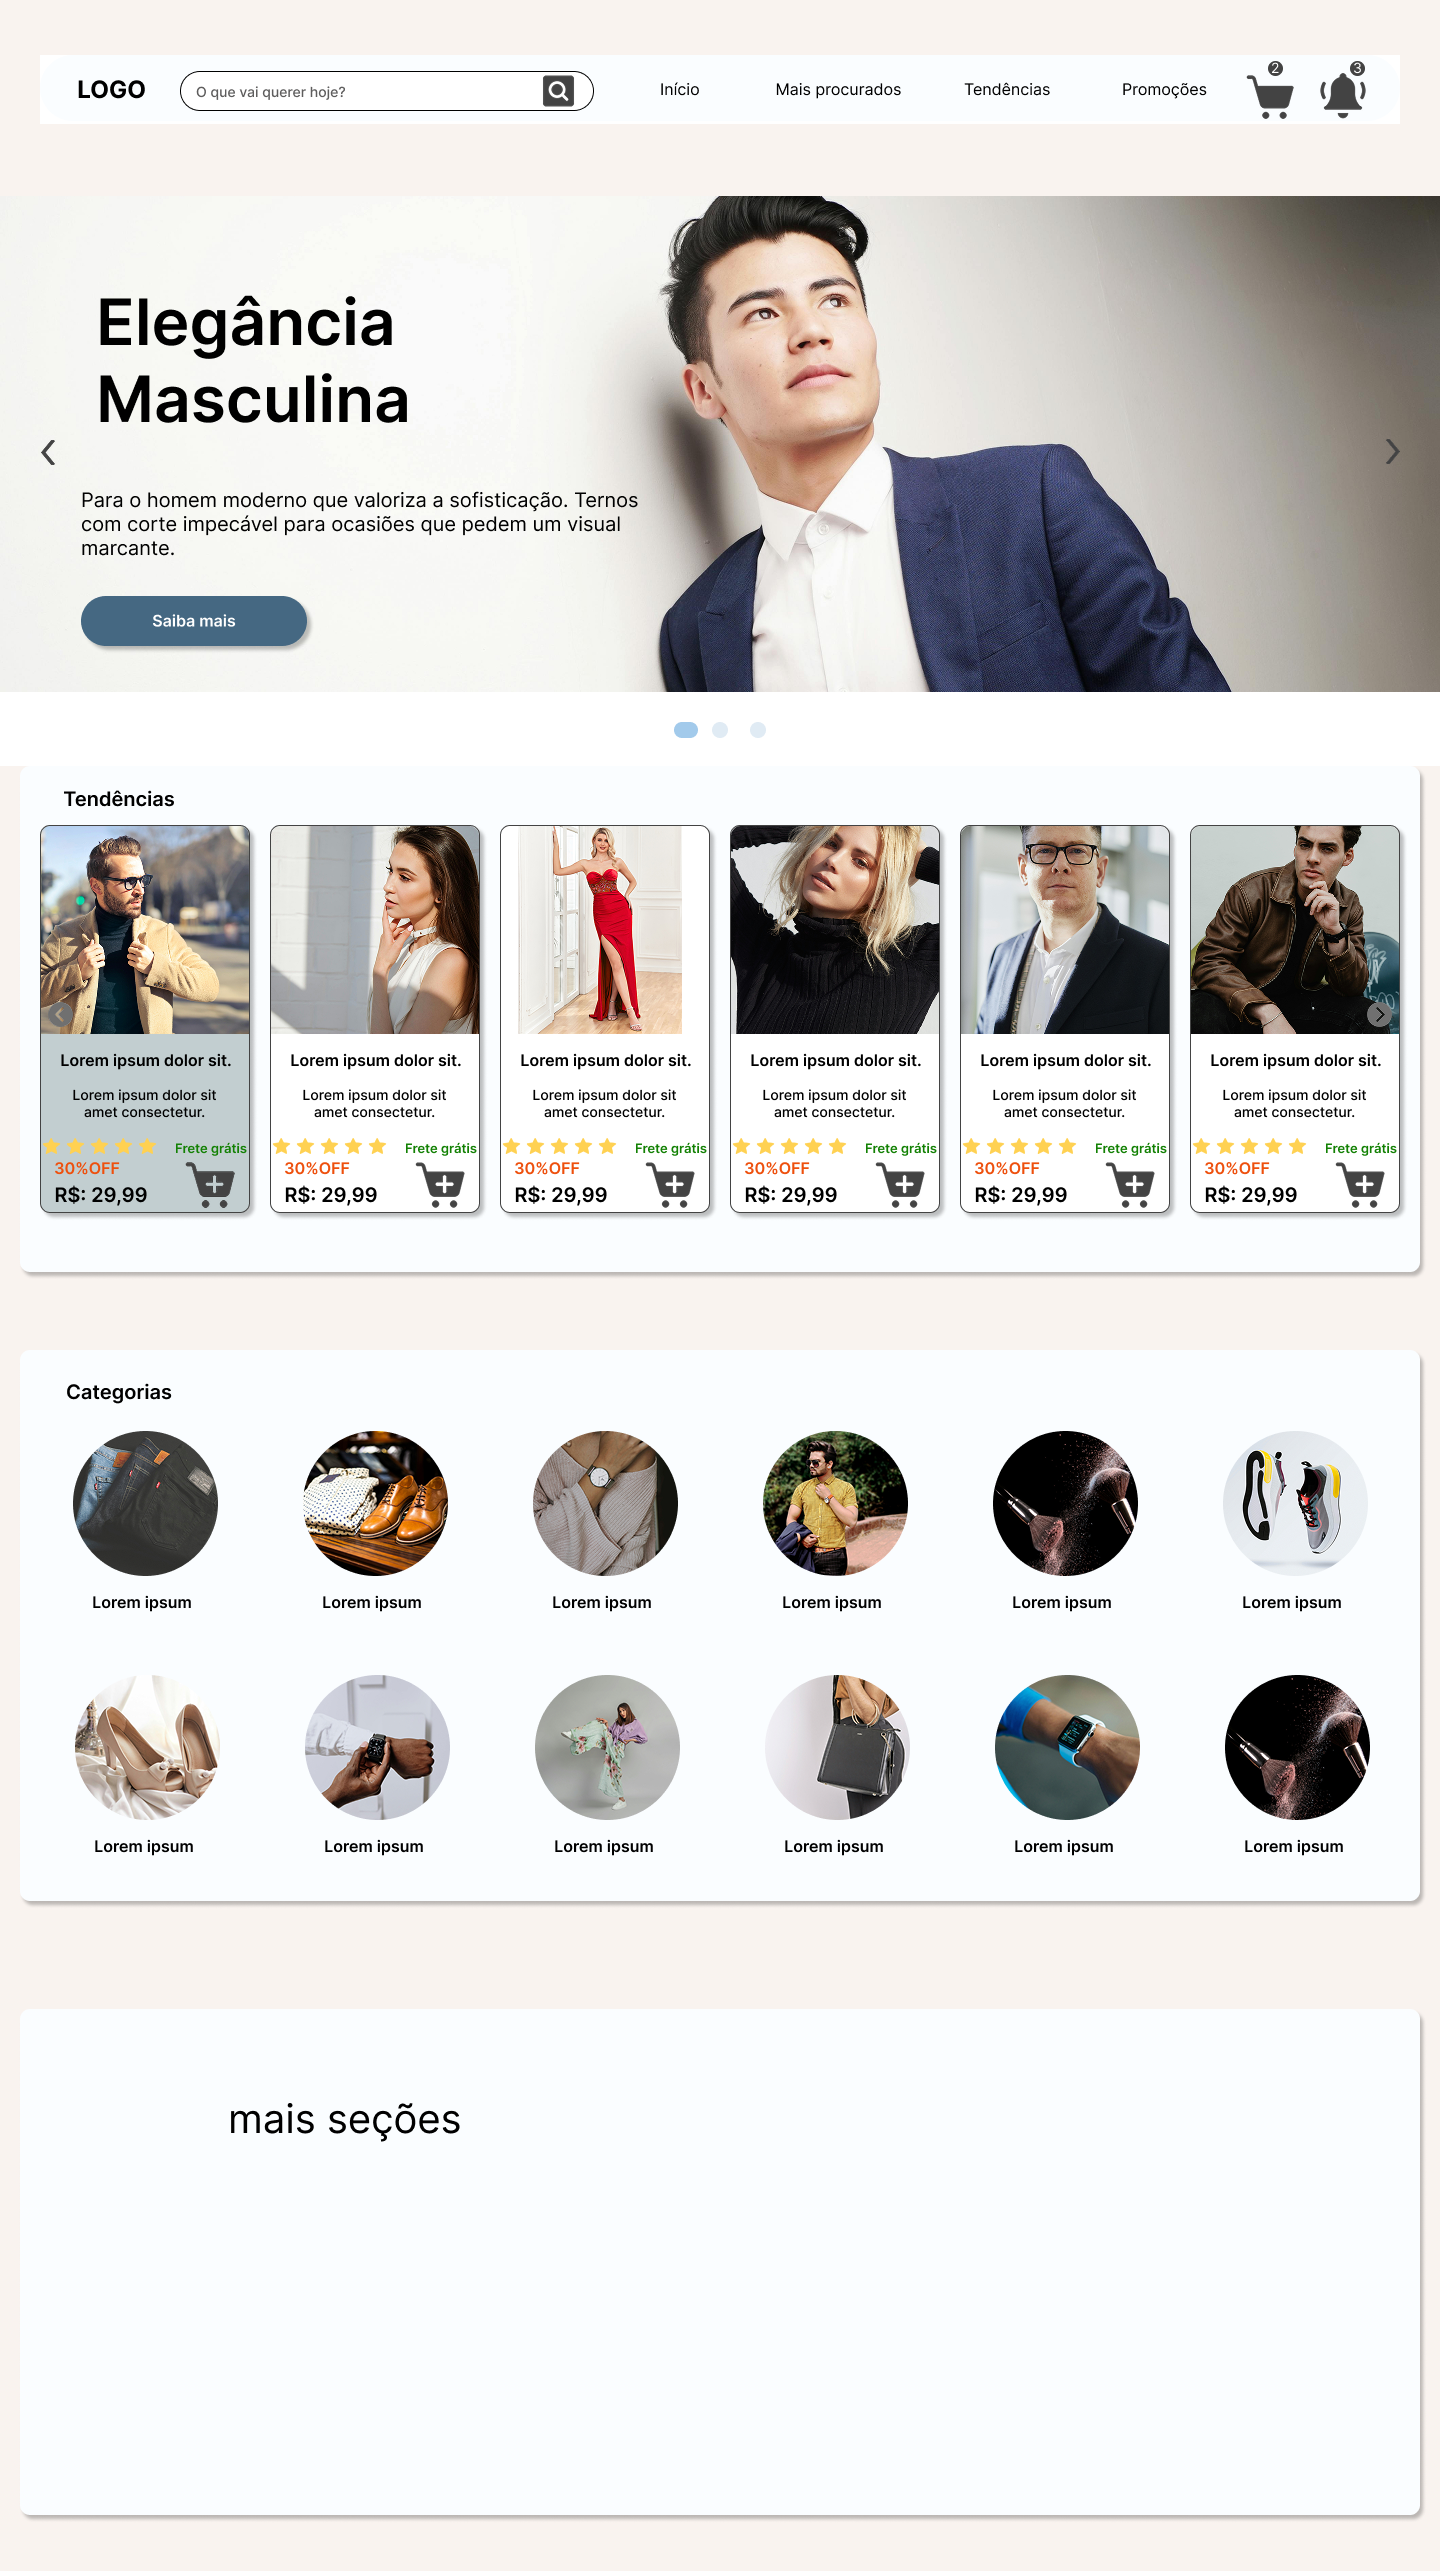 LOGO
O que vai querer hoje?
Início
Mais procurados
Tendências
Promoções
2
3
Elegância
Masculina
Para o homem moderno que valoriza a sofisticação. Ternos
com corte impecável para ocasiões que pedem um visual
marcante.
Saiba mais
Tendências
Lorem ipsum dolor sit.
Lorem ipsum dolor sit
amet consectetur.
Frete grátis
30%OFF
R$: 29,99
Lorem ipsum dolor sit.
Lorem ipsum dolor sit
amet consectetur.
Frete grátis
30%OFF
R$: 29,99
Lorem ipsum dolor sit.
Lorem ipsum dolor sit
amet consectetur.
Frete grátis
30%OFF
R$: 29,99
Lorem ipsum dolor sit.
Lorem ipsum dolor sit
amet consectetur.
Frete grátis
30%OFF
R$: 29,99
Lorem ipsum dolor sit.
Lorem ipsum dolor sit
amet consectetur.
Frete grátis
30%OFF
R$: 29,99
Lorem ipsum dolor sit.
Lorem ipsum dolor sit
amet consectetur.
Frete grátis
30%OFF
R$: 29,99
Categorias
Lorem ipsum
Lorem ipsum
Lorem ipsum
Lorem ipsum
Lorem ipsum
Lorem ipsum
Lorem ipsum
Lorem ipsum
Lorem ipsum
Lorem ipsum
Lorem ipsum
Lorem ipsum
mais seções